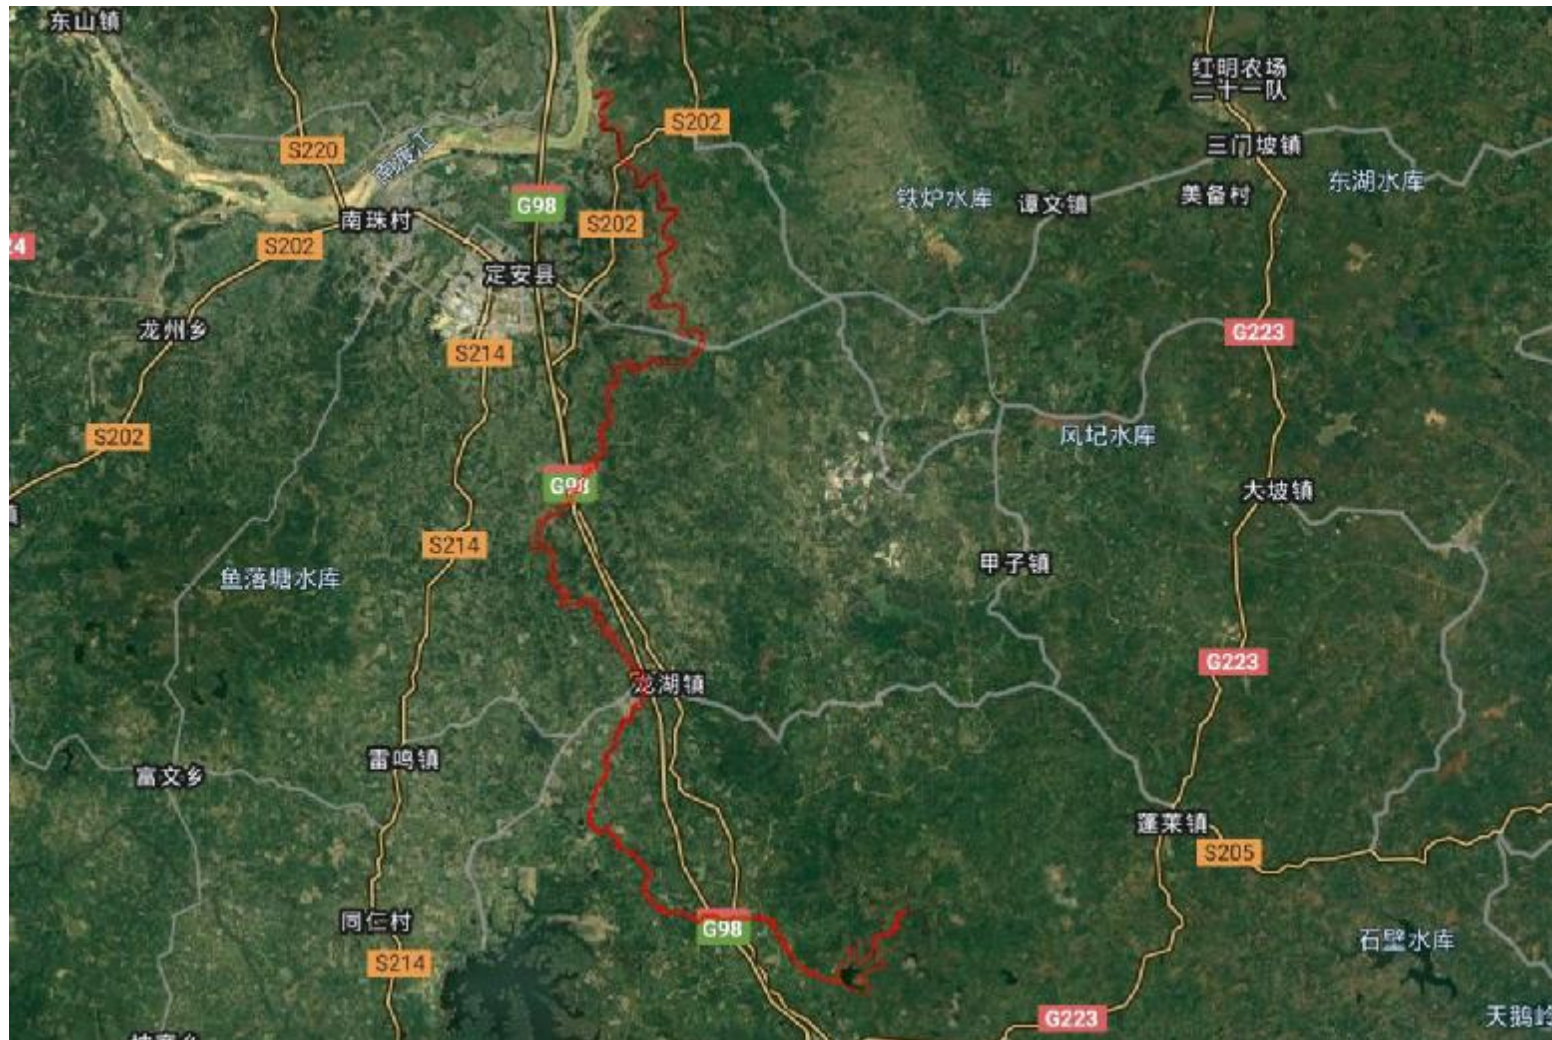 东山镇
红明农场
二十一队
S202
S220
南渡江
三门坡镇
东湖水库
铁炉水库
谭文镇
美备村
G98
南珠村
S202
S202
24
定安县
龙州乡
G223
S214
S202
风圮水库
G98
大坡镇
S214
甲子镇
鱼落塘水库
G223
龙湖镇
雷鸣镇
富文乡
蓬莱镇
S205
同仁村
G98
石壁水库
S214
G223
天鹅岭